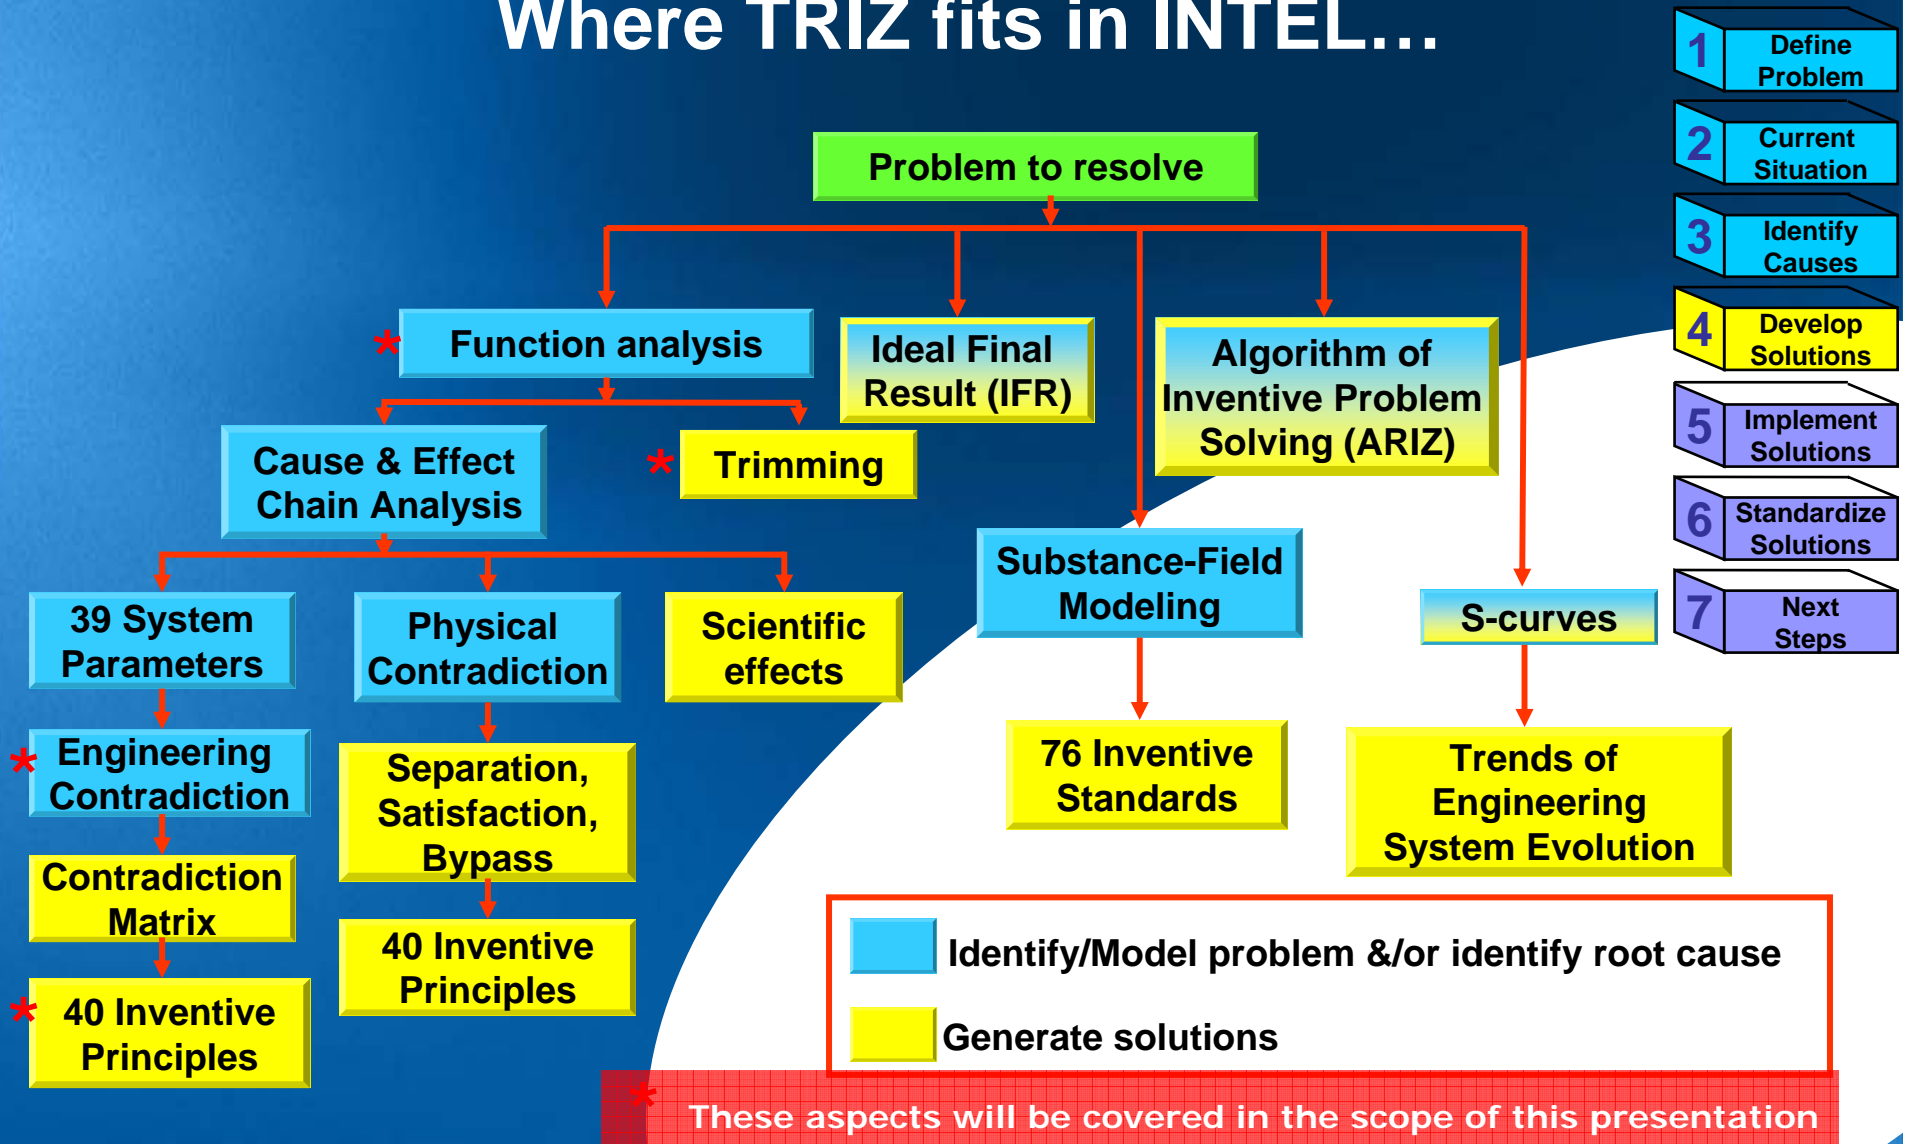 Where TRIZ fits in INTEL…
1
Define
Problem
2
Current
Situation
3
Identify
Causes
4
Develop
Solutions
5
Implement
Solutions
6
Standardize
Solutions
7
Next
Steps
Problem to resolve
* Function analysis
Ideal Final
Result (IFR)
Algorithm of
Inventive Problem
Solving (ARIZ)
Cause & Effect
Chain Analysis
* Trimming
Substance-Field
Modeling
S-curves
39 System
Parameters
Physical
Contradiction
Scientific
effects
* Engineering
Contradiction
Separation,
Satisfaction,
Bypass
76 Inventive
Standards
Trends of
Engineering
System Evolution
Contradiction
Matrix
40 Inventive
Principles
* 40 Inventive
Principles
Identify/Model problem &/or identify root cause
Generate solutions
* These aspects will be covered in the scope of this presentation